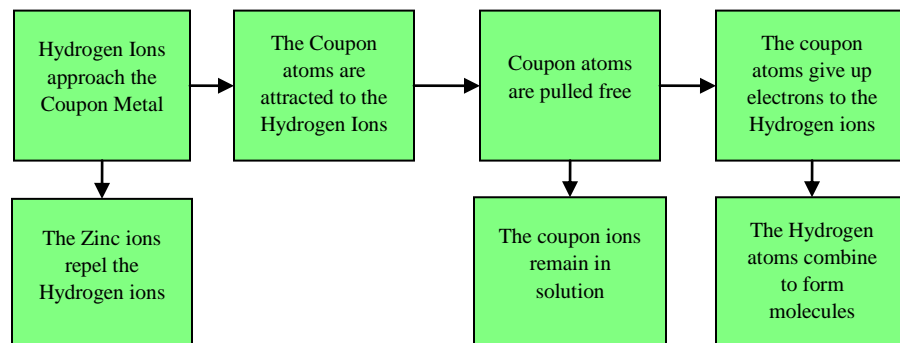 Hydrogen Ions
approach the
Coupon Metal
The Coupon
atoms are
attracted to the
Hydrogen Ions
Coupon atoms
are pulled free
The coupon
atoms give up
electrons to the
Hydrogen ions
The Zinc ions
repel the
Hydrogen ions
The coupon ions
remain in
solution
The Hydrogen
atoms combine
to form
molecules